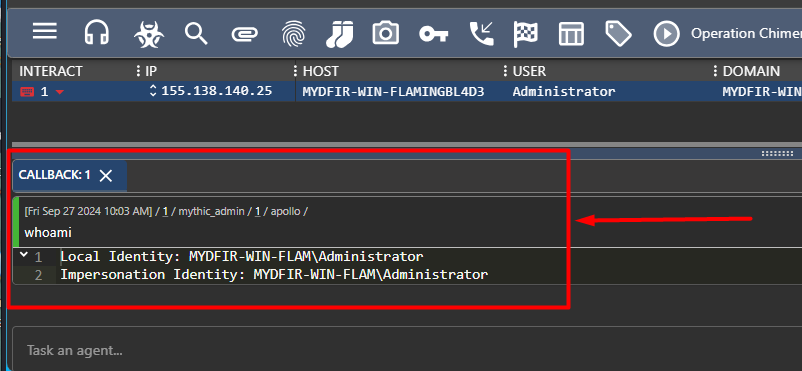 Operation Chimer
INTERACT IP HOST USER DOMAIN
1 155.138.140.25 MYDFIR-WIN-FLAMINGBL4D3 Administrator MYDFIR-WIN
CALLBACK: 1
[Fri Sep 27 2024 10:03 AM] / 1 / mythic_admin / 1 / apollo /
whoami
1 Local Identity: MYDFIR-WIN-FLAM\Administrator
2 Impersonation Identity: MYDFIR-WIN-FLAM\Administrator
Task an agent...